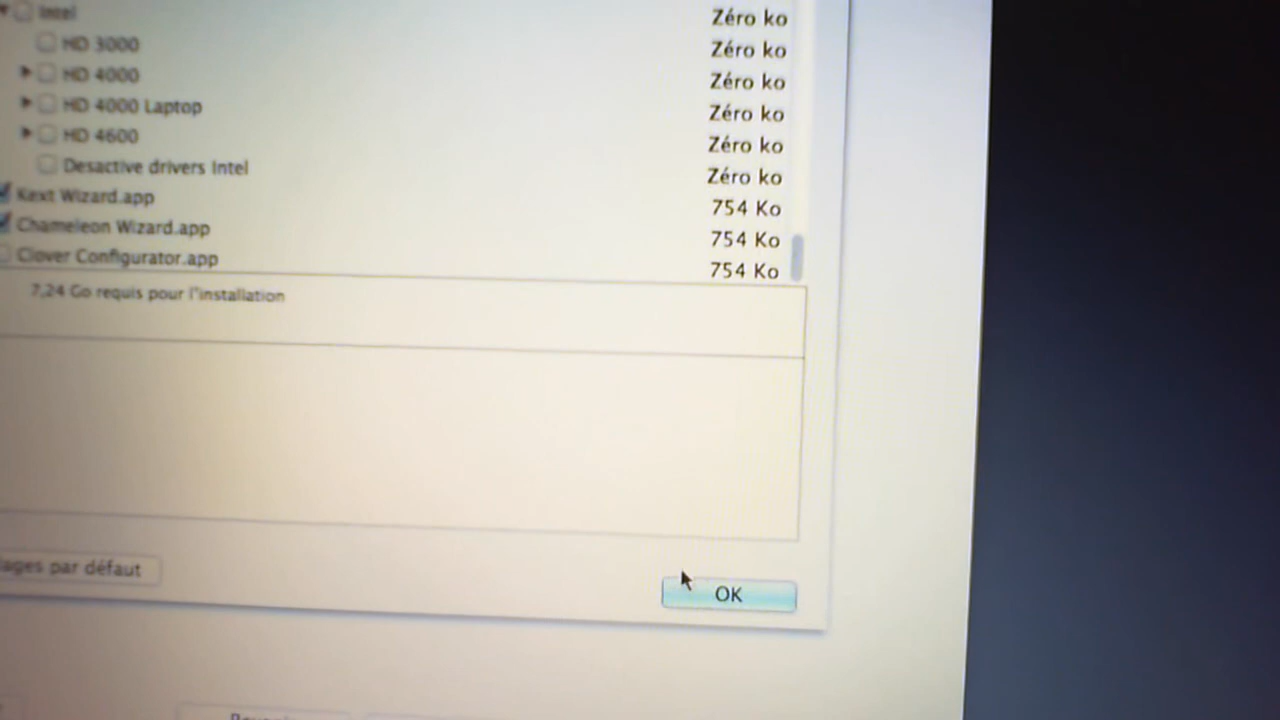 Intel Zéro ko
HD 3000 Zéro ko
HD 4000 Zéro ko
HD 4000 Laptop Zéro ko
HD 4600 Zéro ko
Desactive drivers Intel Zéro ko
Kext Wizard.app 754 Ko
Chameleon Wizard.app 754 Ko
Clover Configurator.app 754 Ko
7,24 Go requis pour l'installation
lages par défaut
OK